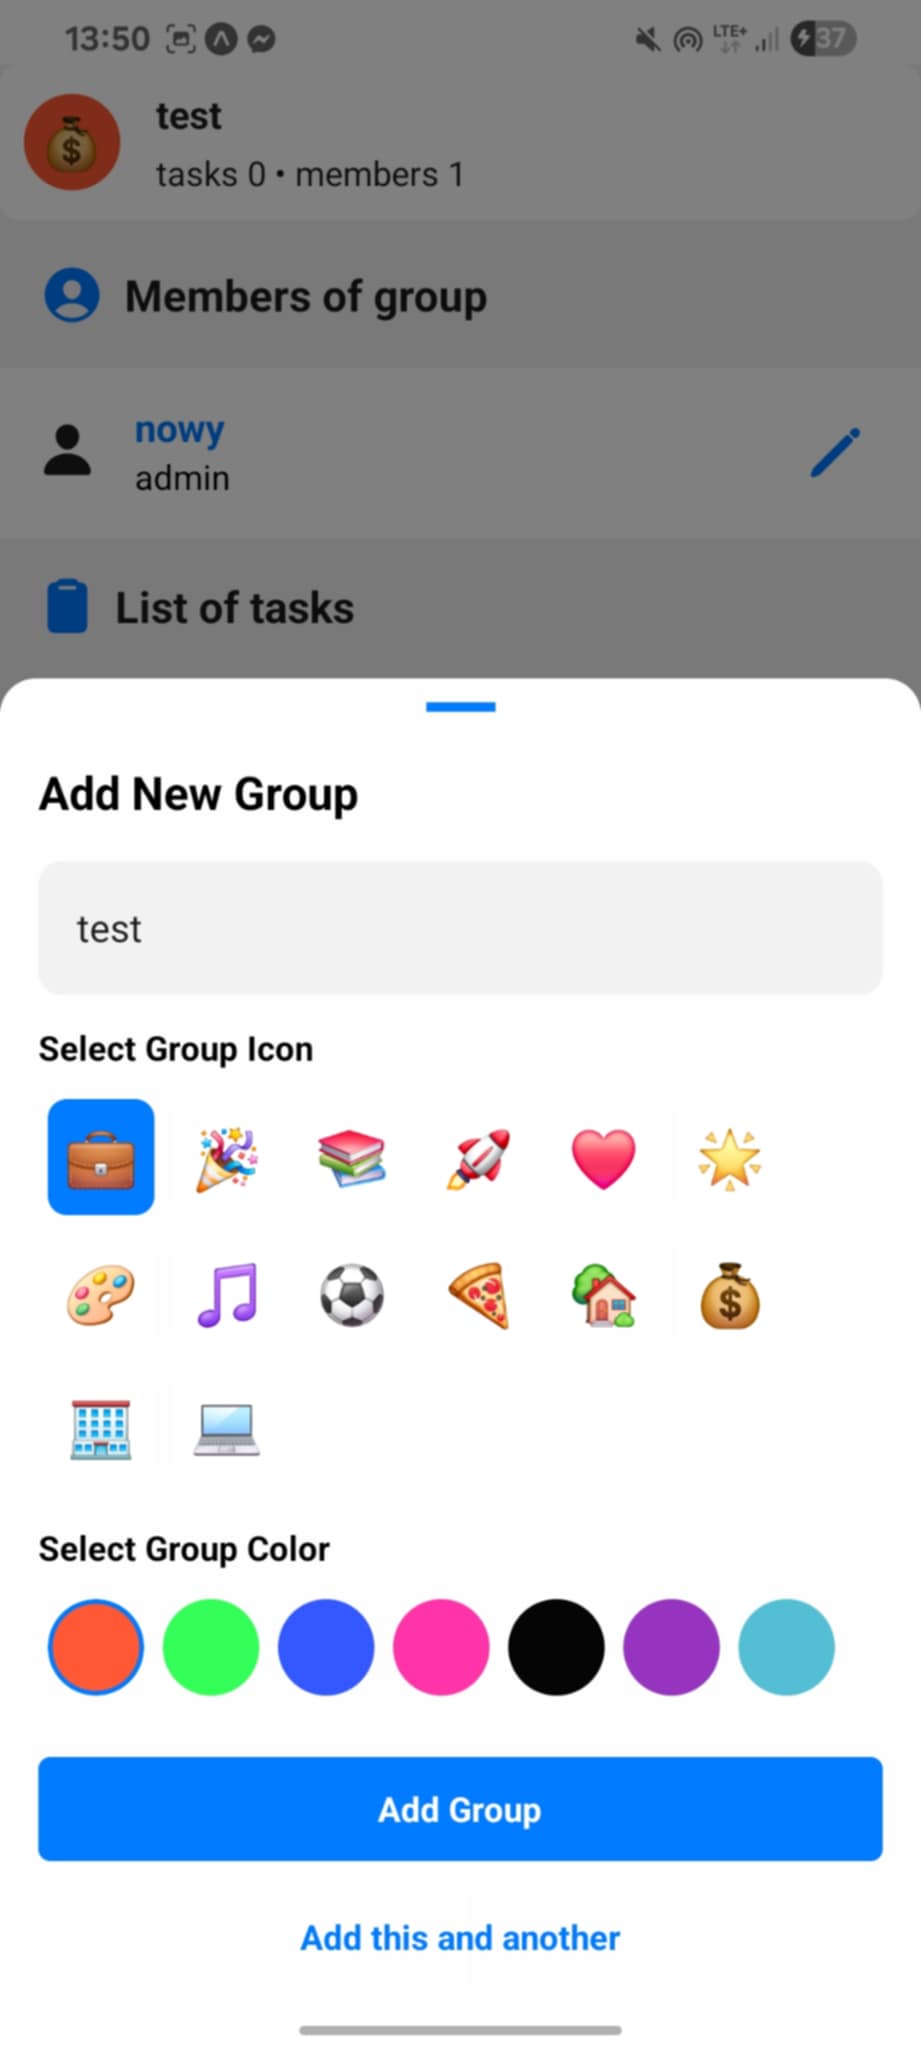 13:50
LTE+
37
test
tasks 0 • members 1
Members of group
nowy
admin
List of tasks
Add New Group
test
Select Group Icon
Select Group Color
Add Group
Add this and another